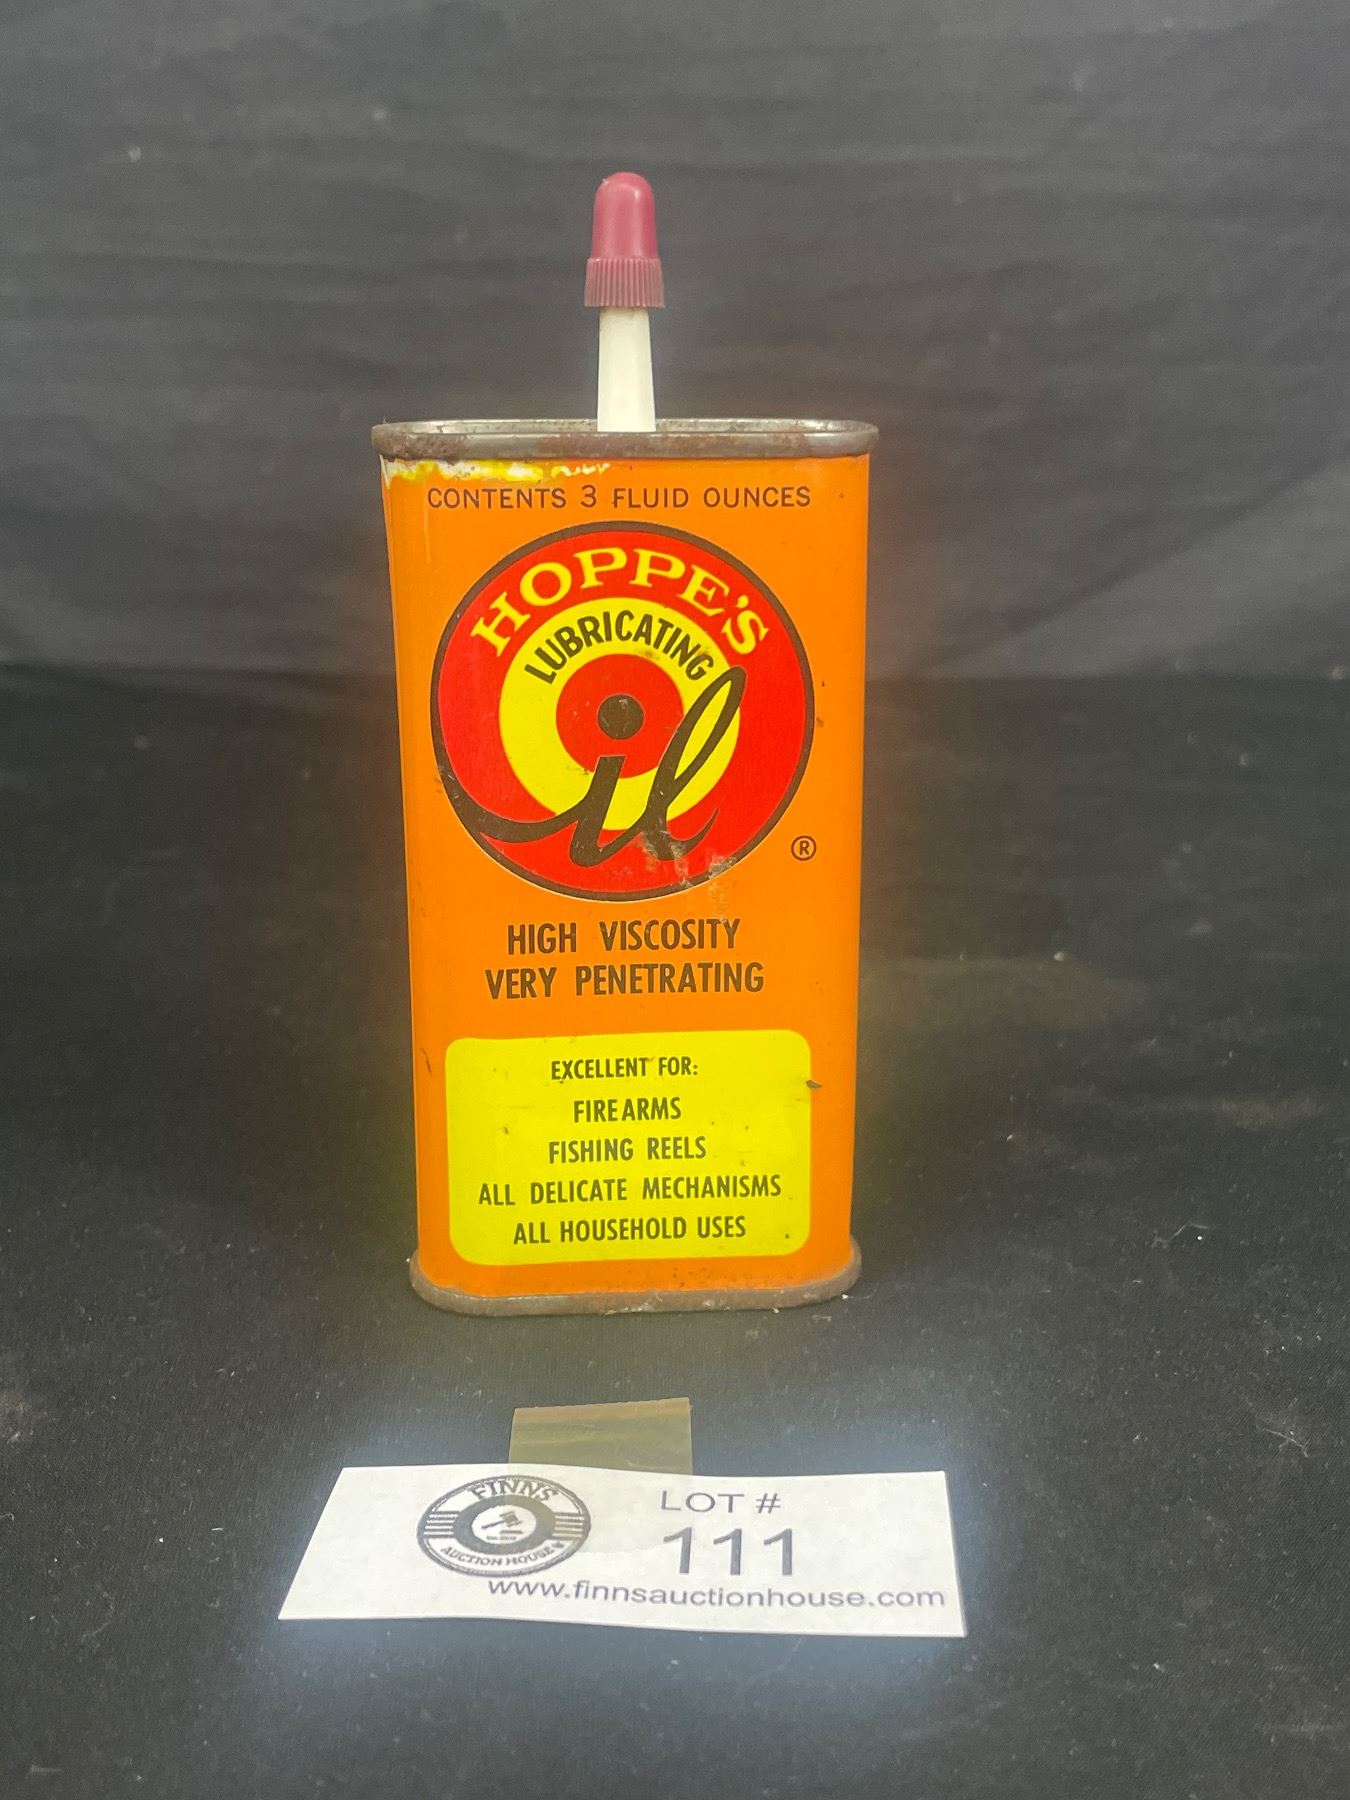 CONTENTS 3 FLUID OUNCES
HOPPE'S
LUBRICATING
il
®
HIGH VISCOSITY
VERY PENETRATING
EXCELLENT FOR:
FIREARMS
FISHING REELS
ALL DELICATE MECHANISMS
ALL HOUSEHOLD USES
FINNS
AUCTION HOUSE
LOT #
111
www.finnsauctionhouse.com